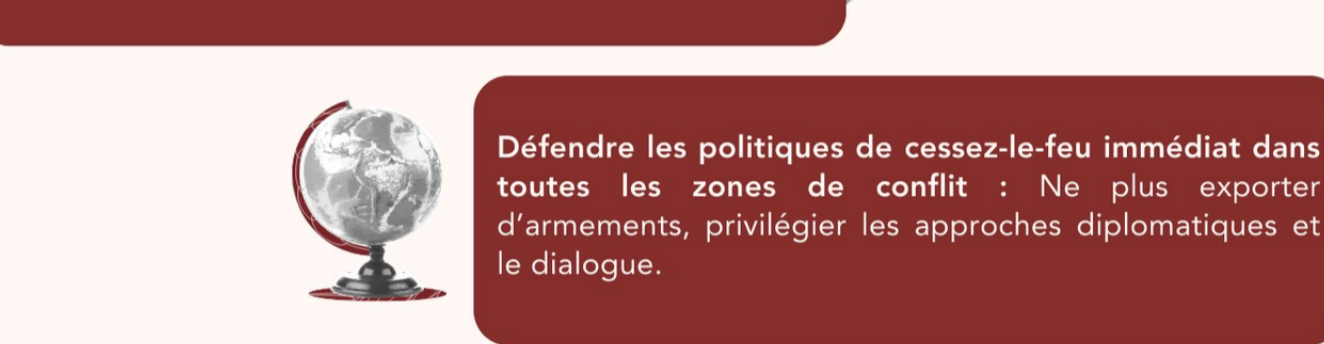 Défendre les politiques de cessez-le-feu immédiat dans
toutes les zones de conflit : Ne plus exporter
d’armements, privilégier les approches diplomatiques et
le dialogue.